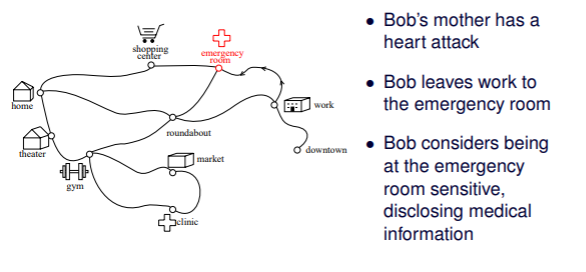 shopping
center
emergency
room
home
work
roundabout
theater
market
downtown
gym
clinic
• Bob's mother has a
heart attack
• Bob leaves work to
the emergency room
• Bob considers being
at the emergency
room sensitive,
disclosing medical
information